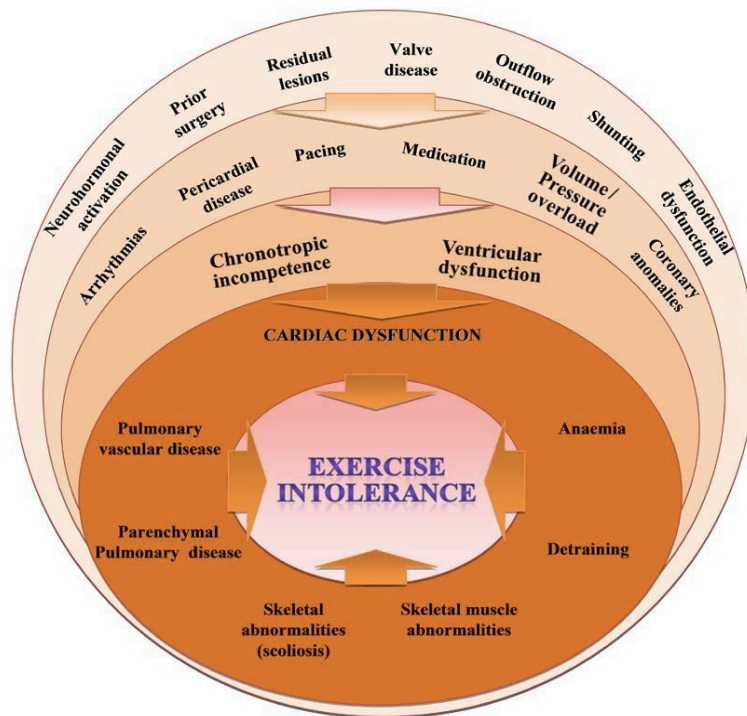 Neurohormonal
activation
Prior
surgery
Residual
lesions
Valve
disease
Outflow
obstruction
Shunting
Endothelial
dysfunction
Arrhythmias
Pericardial
disease
Pacing
Medication
Volume /
Pressure
overload
Coronary
anomalies
Chronotropic
incompetence
Ventricular
dysfunction
CARDIAC DYSFUNCTION
Pulmonary
vascular disease
Anaemia
EXERCISE
INTOLERANCE
Parenchymal
Pulmonary disease
Detraining
Skeletal
abnormalities
(scoliosis)
Skeletal muscle
abnormalities